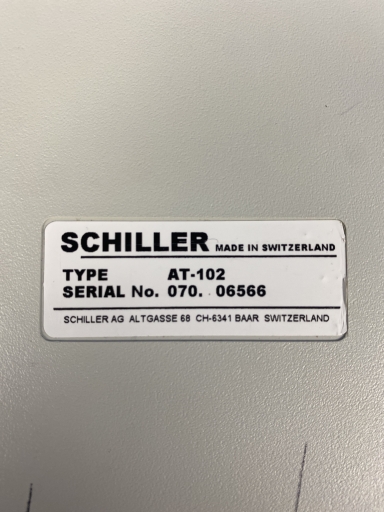 SCHILLER MADE IN SWITZERLAND
TYPE AT-102
SERIAL No. 070. 06566
SCHILLER AG ALTGASSE 68 CH-6341 BAAR SWITZERLAND